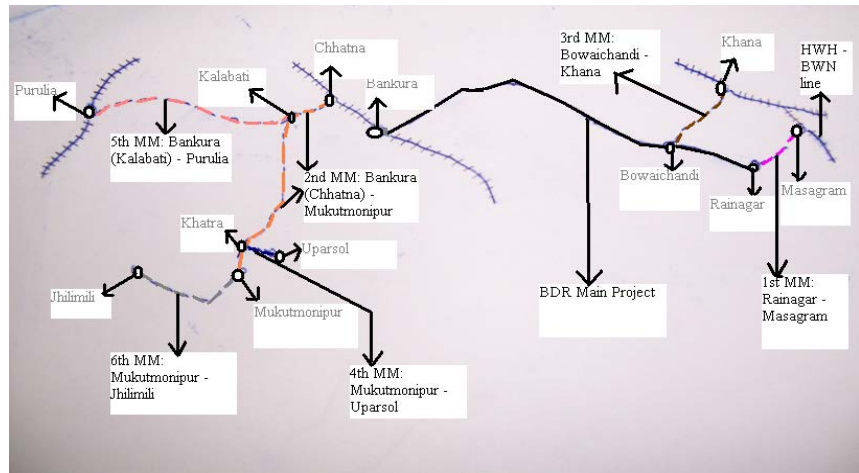 Chhatna
Kalabati
Bankura
Purulia
3rd MM:
Bowaichandi -
Khana
Khana
HWH -
BWN
line
5th MM: Bankura
(Kalabati) - Purulia
2nd MM:
Bankura
(Chhatna) -
Mukutmonipur
Bowaichandi
Rainagar
Masagram
Khatra
Uparsol
Jhilimili
Mukutmonipur
BDR Main Project
1st MM:
Rainagar -
Masagram
6th MM:
Mukutmonipur -
Jhilimili
4th MM:
Mukutmonipur -
Uparsol